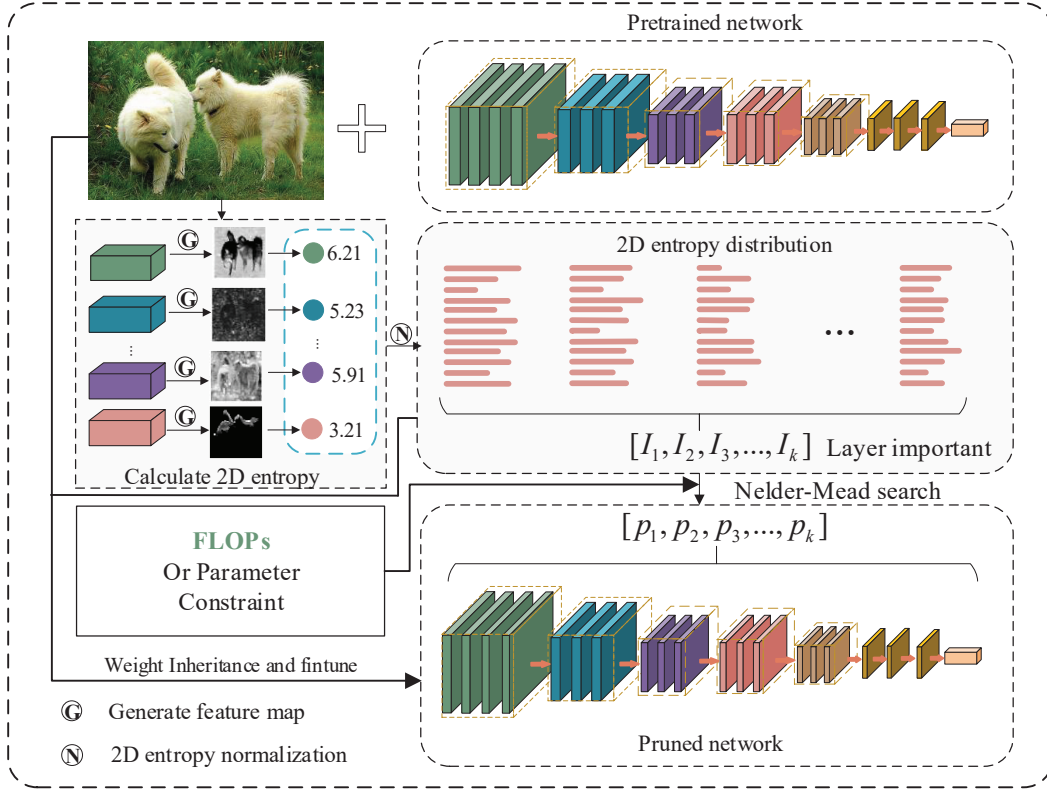 Pretrained network
G
6.21
G
5.23
...
...
G
5.91
G
3.21
Calculate 2D entropy
N
2D entropy distribution
...
[I₁, I₂, I₃,..., Iₖ] Layer important
Nelder-Mead search
FLOPs
Or Parameter
Constraint
[p₁, p₂, p₃,..., pₖ]
Weight Inheritance and fintune
Pruned network
G Generate feature map
N 2D entropy normalization